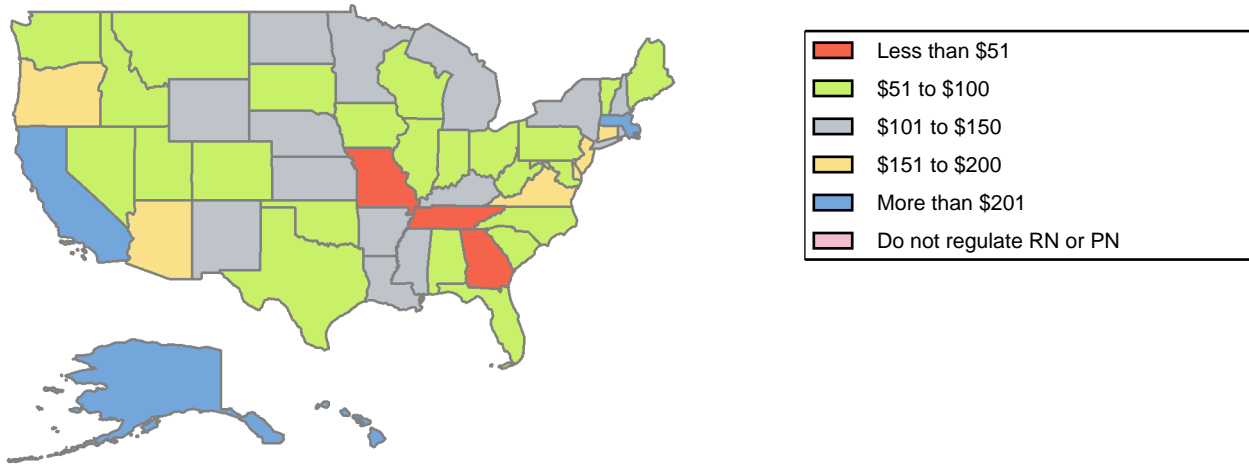 Less than $51
$51 to $100
$101 to $150
$151 to $200
More than $201
Do not regulate RN or PN